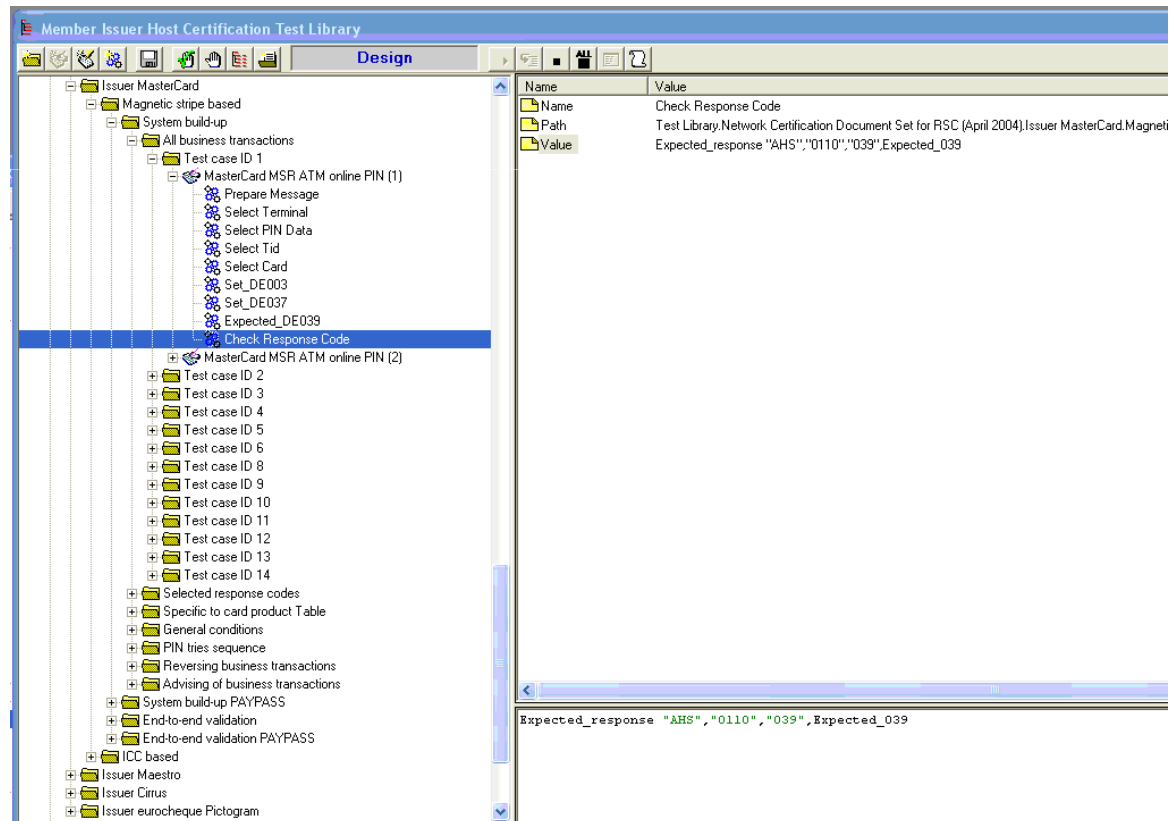 Member Issuer Host Certification Test Library
Design
ALL
Issuer MasterCard
Magnetic stripe based
System build-up
All business transactions
Test case ID 1
MasterCard MSR ATM online PIN (1)
Prepare Message
Select Terminal
Select PIN Data
Select Tid
Select Card
Set_DE003
Set_DE037
Expected_DE039
Check Response Code
MasterCard MSR ATM online PIN (2)
Test case ID 2
Test case ID 3
Test case ID 4
Test case ID 5
Test case ID 6
Test case ID 8
Test case ID 9
Test case ID 10
Test case ID 11
Test case ID 12
Test case ID 13
Test case ID 14
Selected response codes
Specific to card product Table
General conditions
PIN tries sequence
Reversing business transactions
Advising of business transactions
System build-up PAYPASS
End-to-end validation
End-to-end validation PAYPASS
ICC based
Issuer Maestro
Issuer Cirrus
Issuer eurocheque Pictogram
Name Value
Name Check Response Code
Path Test Library.Network Certification Document Set for RSC (April 2004).Issuer MasterCard.Magneti
Value Expected_response "AHS","0110","039",Expected_039
Expected_response "AHS","0110","039",Expected_039